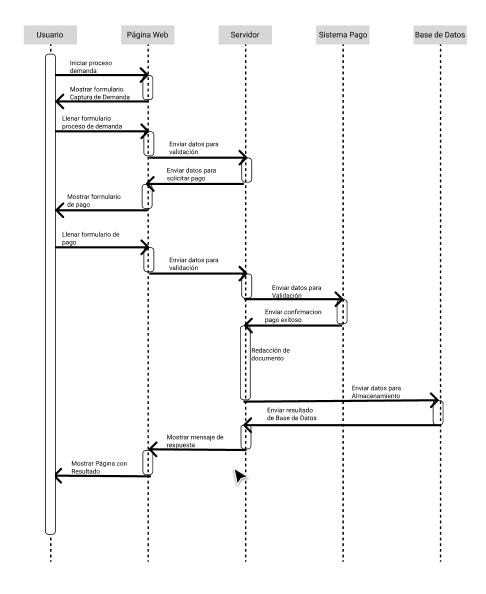 Usuario
Página Web
Servidor
Sistema Pago
Base de Datos
Iniciar proceso
demanda
Mostrar formulario
Captura de Demanda
Llenar formulario
proceso de demanda
Enviar datos para
validación
Enviar datos para
solicitar pago
Mostrar formulario
de pago
Llenar formulario de
pago
Enviar datos para
validación
Enviar datos para
Validación
Enviar confirmacion
pago axitoso
Redacción de
documento
Enviar datos para
Almacenamiento
Enviar resultado
de Base de Datos
Mostrar mensaje de
respuesta
Mostrar Página con
Resultado